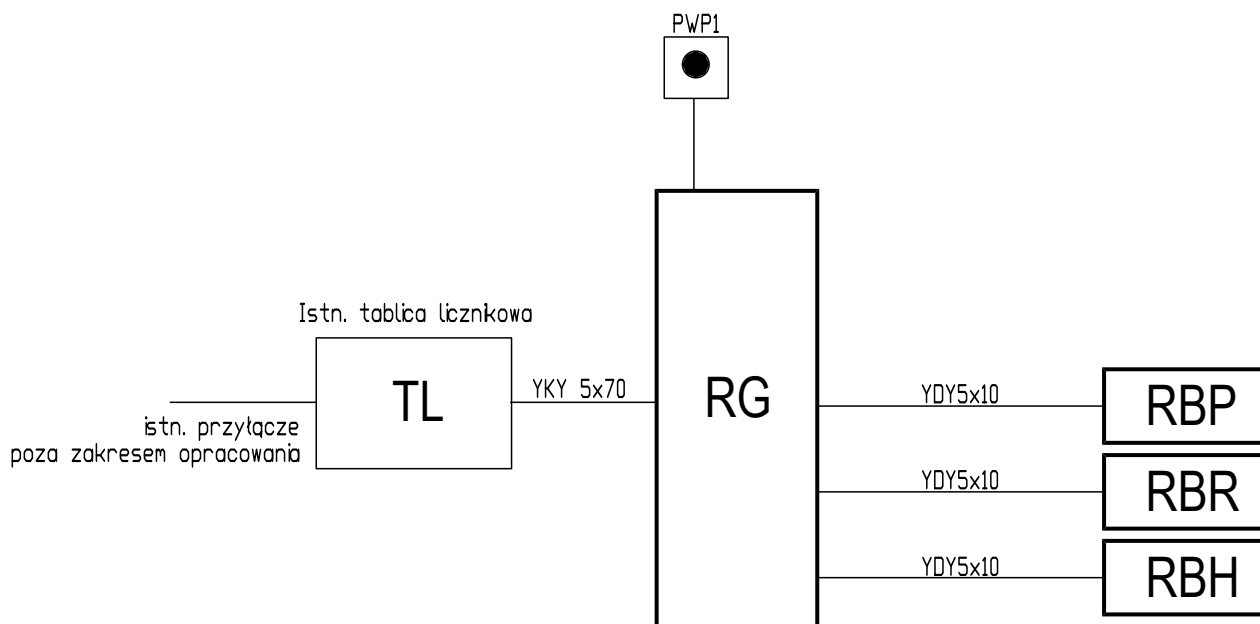 PWP1
Istn. tablica licznikowa
TL
YKY 5x70
RG
istn. przyłącze
poza zakresem opracowania
YDY5x10
RBP
YDY5x10
RBR
YDY5x10
RBH